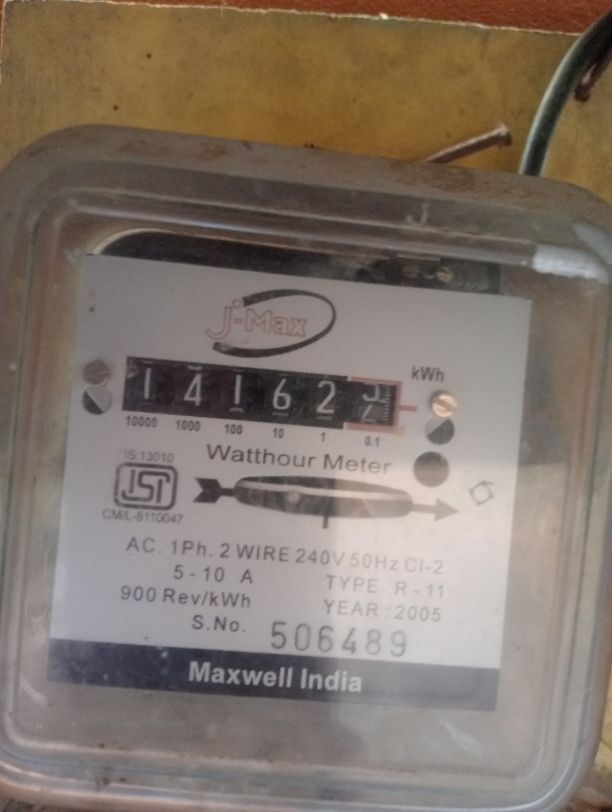 J-Max
kWh
1 4 1 6 2
10000 1000 100 10 1 0.1
Watthour Meter
IS:13010
ISI
CM/L-8110047
AC. 1Ph. 2 WIRE 240V 50Hz Cl-2
5-10 A TYPE R-11
900 Rev/kWh YEAR:2005
S.No. 506489
Maxwell India